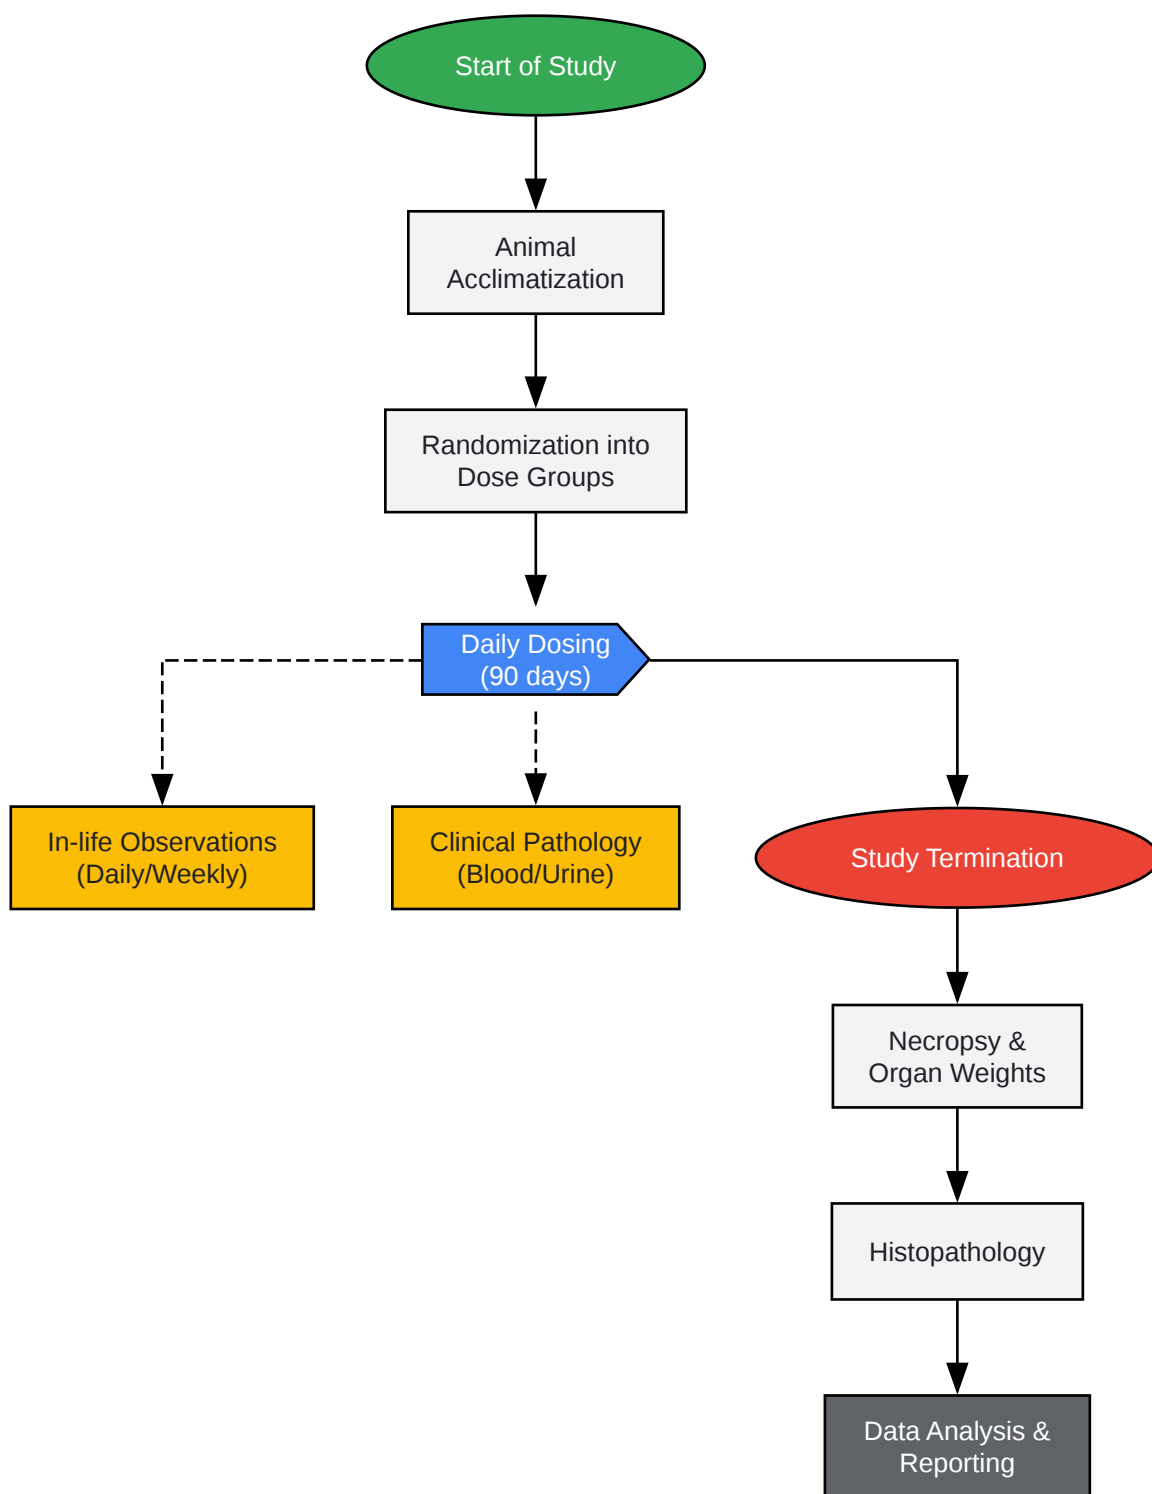 Start of Study
Animal
Acclimatization
Randomization into
Dose Groups
Daily Dosing
(90 days)
In-life Observations
(Daily/Weekly)
Clinical Pathology
(Blood/Urine)
Study Termination
Necropsy &
Organ Weights
Histopathology
Data Analysis &
Reporting